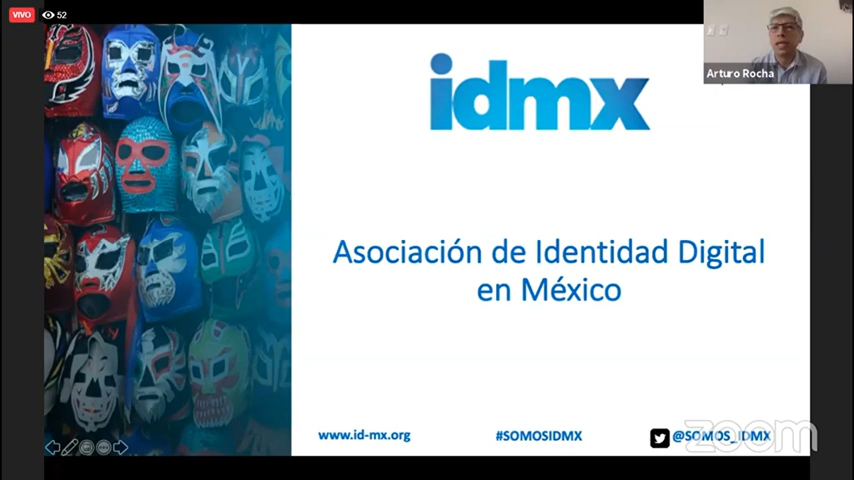 VIVO 52
Arturo Rocha
idmx
Asociación de Identidad Digital
en México
www.id-mx.org
#SOMOSIDMX
@SOMOS_IDMX
zoom